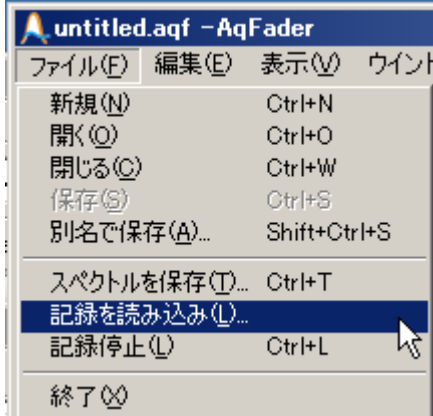 untitled.aqf - AqFader
ファイル(F) 編集(E) 表示(V) ウイント
新規(N) Ctrl+N
開く(O) Ctrl+O
閉じる(C) Ctrl+W
保存(S) Ctrl+S
別名で保存(A)... Shift+Ctrl+S
スペクトルを保存(T)... Ctrl+T
記録を読み込み(L)...
記録停止(L) Ctrl+L
終了(X)